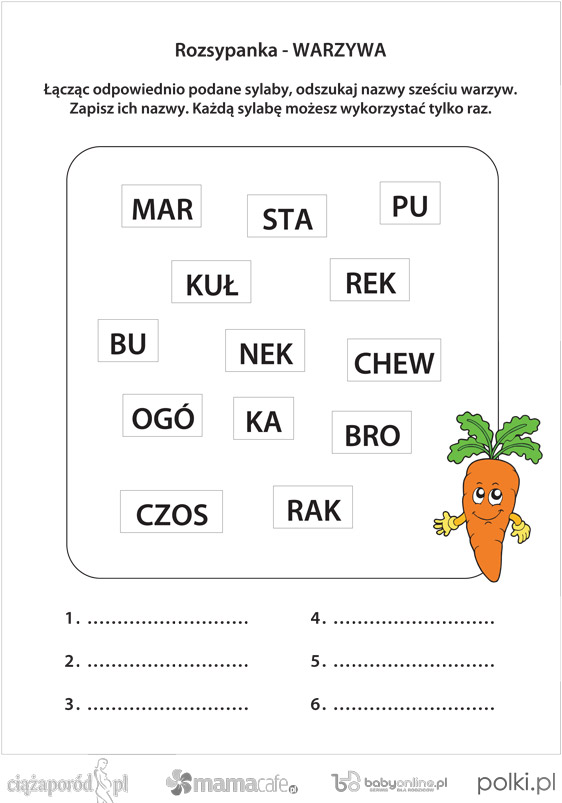 Rozsypanka - WARZYWA
Łącząc odpowiednio podane sylaby, odszukaj nazwy sześciu warzyw.
Zapisz ich nazwy. Każdą sylabę możesz wykorzystać tylko raz.
MAR STA PU
KUŁ REK
BU NEK CHEW
OGÓ KA BRO
CZOS RAK
1. .............................. 4. ..............................
2. .............................. 5. ..............................
3. .............................. 6. ..............................
ciążaporód.pl mamacafe.pl babyonline.pl polki.pl